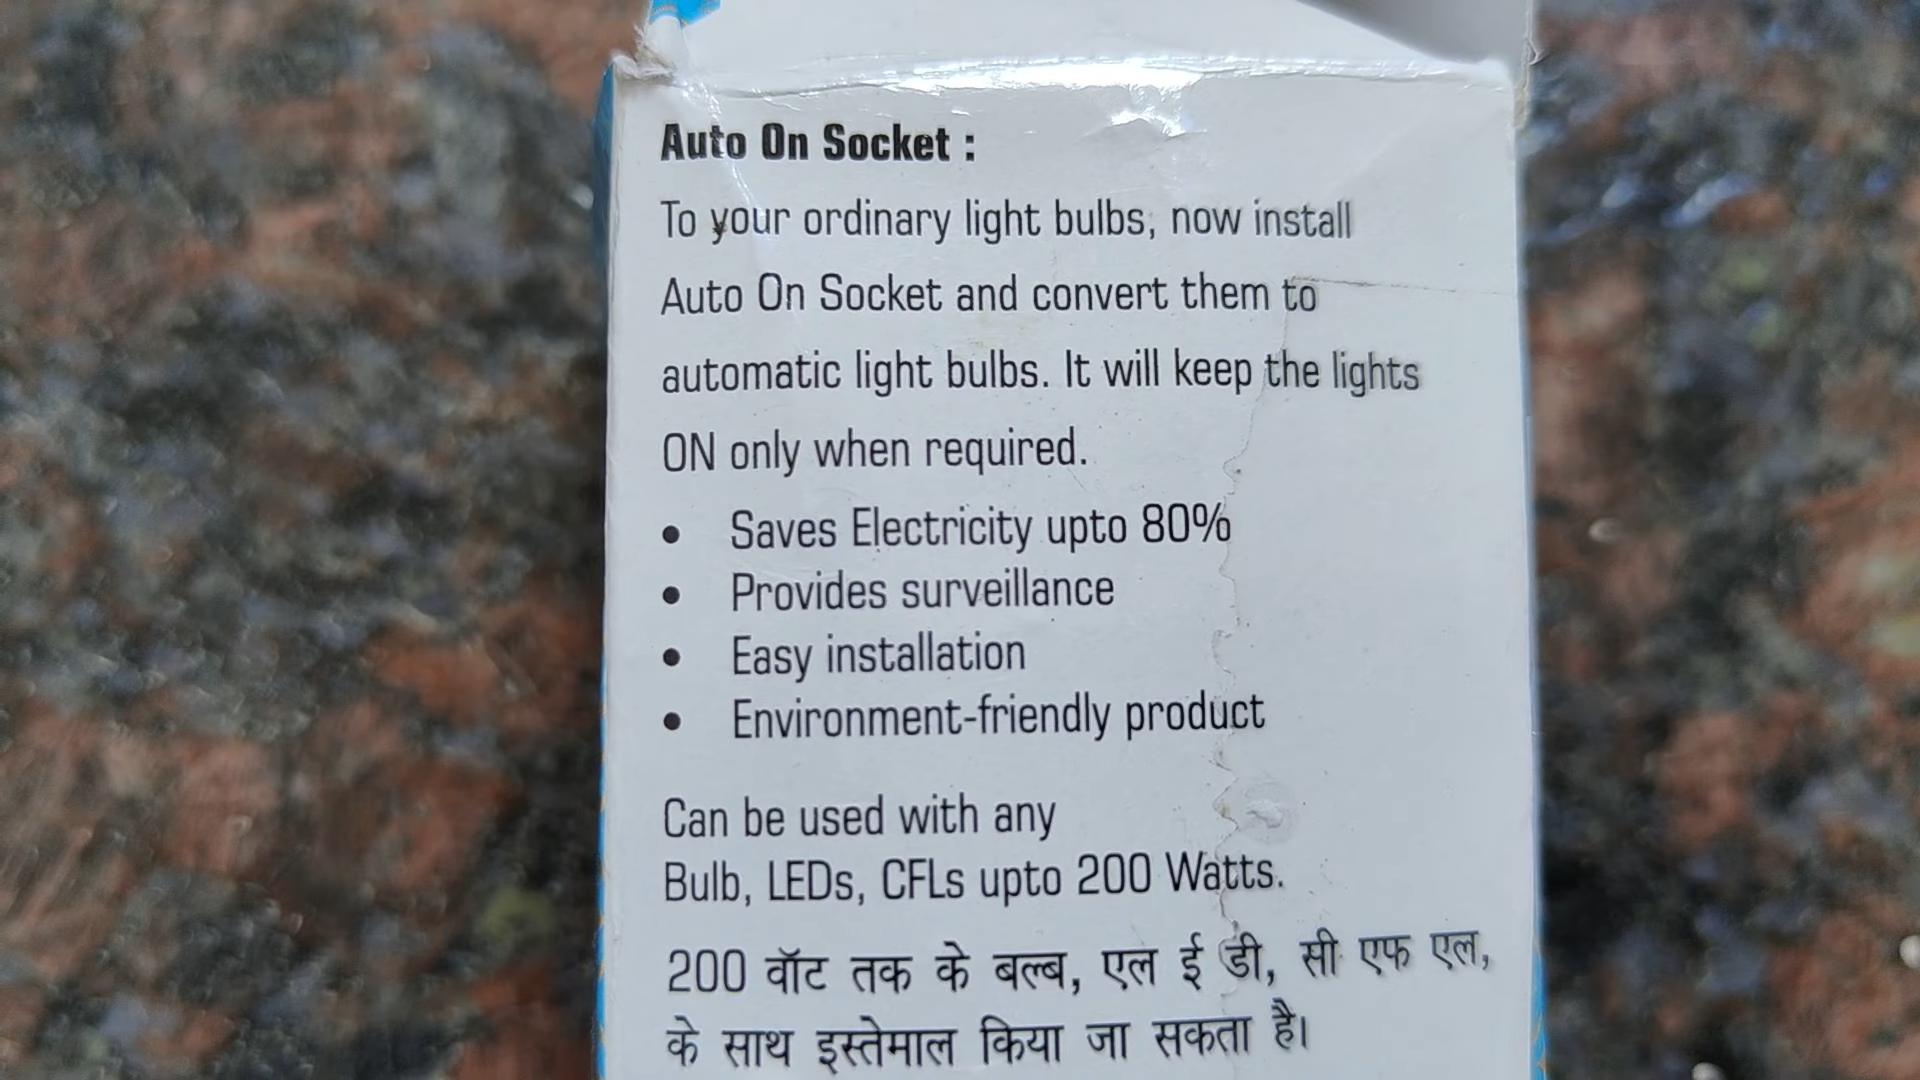 Auto On Socket :
To your ordinary light bulbs, now install
Auto On Socket and convert them to
automatic light bulbs. It will keep the lights
ON only when required.
• Saves Electricity upto 80%
• Provides surveillance
• Easy installation
• Environment-friendly product
Can be used with any
Bulb, LEDs, CFLs upto 200 Watts.
200 वॉट तक के बल्ब, एल ई डी, सी एफ एल,
के साथ इस्तेमाल किया जा सकता है।